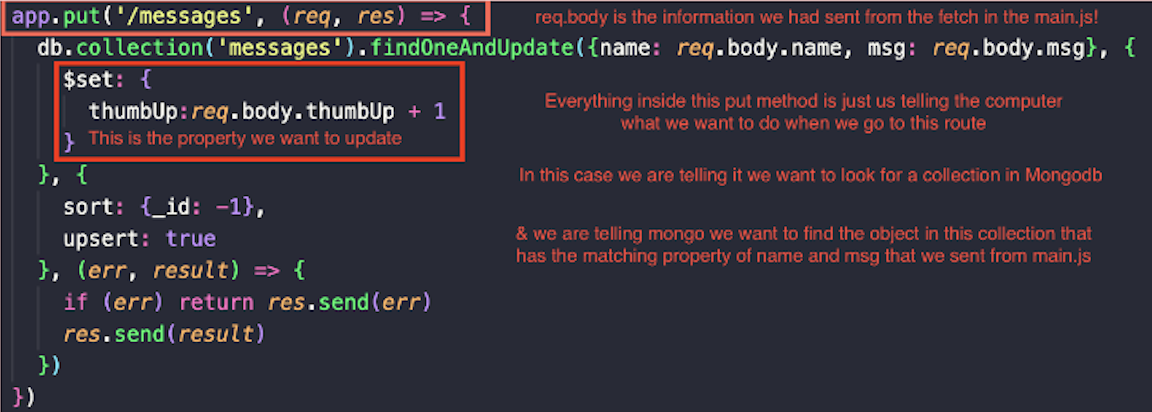 app.put('/messages', (req, res) => {
req.body is the information we had sent from the fetch in the main.js!
db.collection('messages').findOneAndUpdate({name: req.body.name, msg: req.body.msg}, {
$set: {
thumbUp:req.body.thumbUp + 1
Everything inside this put method is just us telling the computer
what we want to do when we go to this route
} This is the property we want to update
}, {
In this case we are telling it we want to look for a collection in Mongodb
sort: {_id: -1},
upsert: true
& we are telling mongo we want to find the object in this collection that
has the matching property of name and msg that we sent from main.js
}, (err, result) => {
if (err) return res.send(err)
res.send(result)
})
})